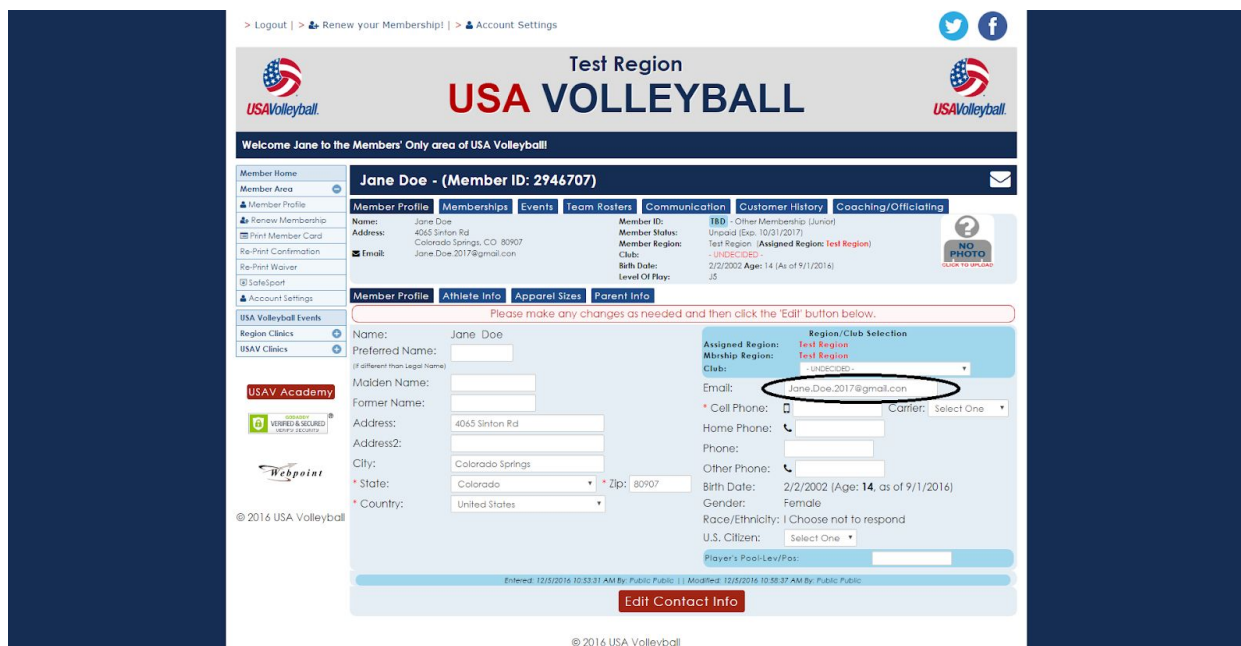 > Logout | > Renew your Membership! | > Account Settings
Test Region
USA VOLLEYBALL
USAVolleyball.
USAVolleyball.
Welcome Jane to the Members' Only area of USA Volleyball!
Member Home
Member Area
Member Profile
Renew Membership
Print Member Card
Re-Print Confirmation
Re-Print Waiver
SafeSport
Account Settings
USA Volleyball Events
Region Clinics
USAV Clinics
USAV Academy
GODADDY
VERIFIED & SECURED
VERIFY SECURITY
Webpoint
© 2016 USA Volleyball
Jane Doe - (Member ID: 2946707)
Member Profile Memberships Events Team Rosters Communication Customer History Coaching/Officiating
Name: Jane Doe
Address: 4065 Sinton Rd
Colorado Springs, CO 80907
Email: Jane.Doe.2017@gmail.con
Member ID: TBD - Other Membership (Junior)
Member Status: Unpaid (Exp. 10/31/2017)
Member Region: Test Region (Assigned Region: Test Region)
Club: - UNDECIDED -
Birth Date: 2/2/2002 Age: 14 (As of 9/1/2016)
Level Of Play: J5
NO
PHOTO
CLICK TO UPLOAD
Member Profile Athlete Info Apparel Sizes Parent Info
Please make any changes as needed and then click the 'Edit' button below.
Name: Jane Doe
Preferred Name:
(If different than Legal Name)
Maiden Name:
Former Name:
Address: 4065 Sinton Rd
Address2:
City: Colorado Springs
* State: Colorado * Zip: 80907
* Country: United States
Region/Club Selection
Assigned Region: Test Region
Mbrship Region: Test Region
Club: - UNDECIDED -
Email: Jane.Doe.2017@gmail.con
* Cell Phone: Carrier: Select One
Home Phone:
Phone:
Other Phone:
Birth Date: 2/2/2002 (Age: 14, as of 9/1/2016)
Gender: Female
Race/Ethnicity: I Choose not to respond
U.S. Citizen: Select One
Player's Pool-Lev/Pos:
Entered: 12/5/2016 10:53:31 AM By: Public Public | | Modified: 12/5/2016 10:58:37 AM By: Public Public
Edit Contact Info
© 2016 USA Volleyball